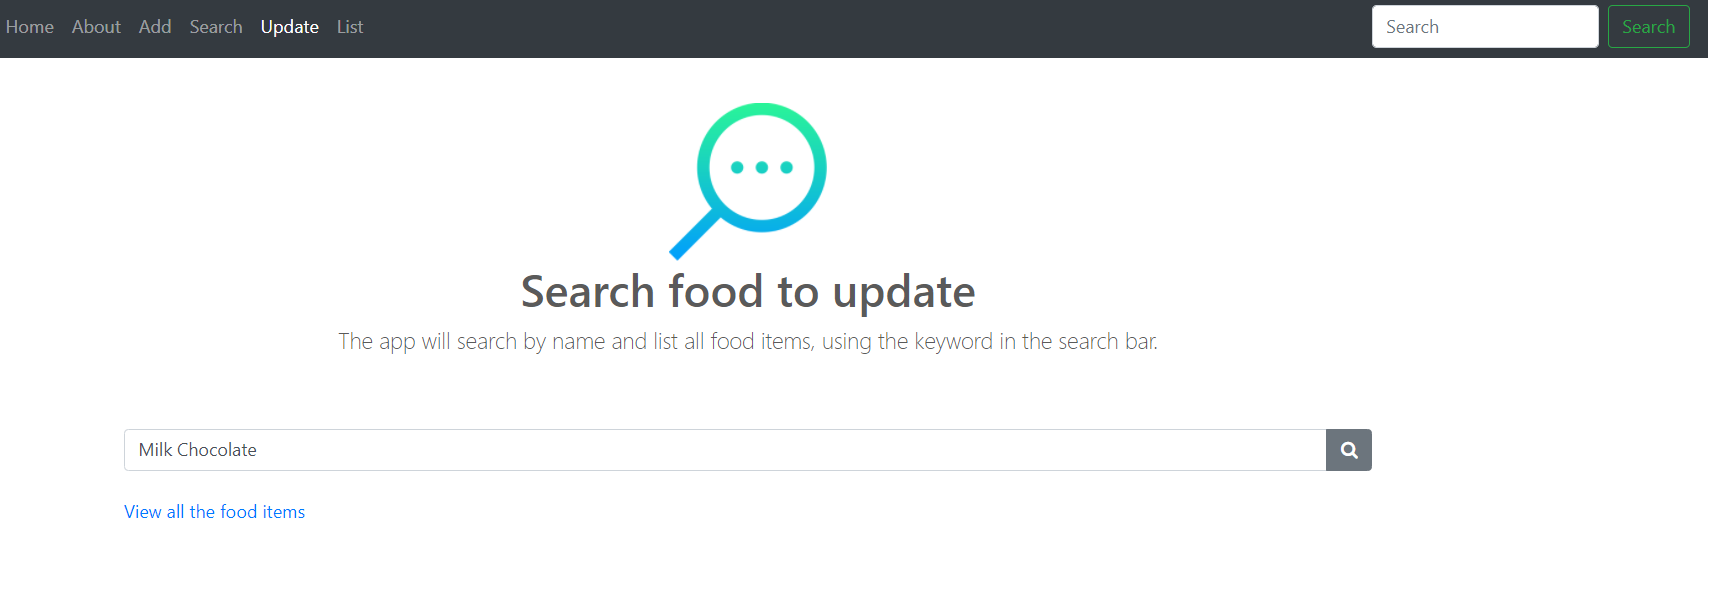 Home About Add Search Update List Search Search
Search food to update
The app will search by name and list all food items, using the keyword in the search bar.
Milk Chocolate
View all the food items